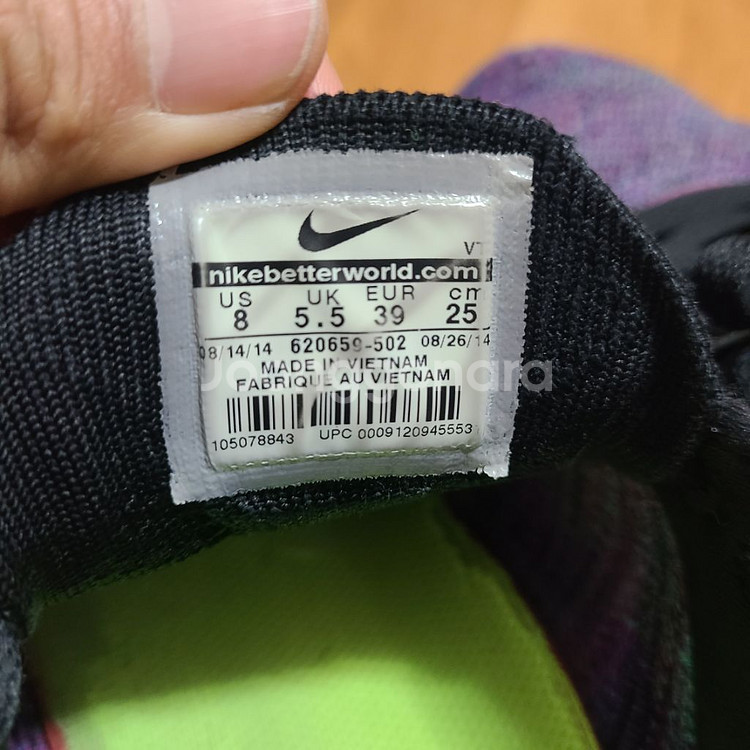 VT
nikebetterworld.com
US UK EUR cm
8 5.5 39 25
08/14/14 620659-502 08/26/14
MADE IN VIETNAM
FABRIQUE AU VIETNAM
105078843 UPC 0009120945553